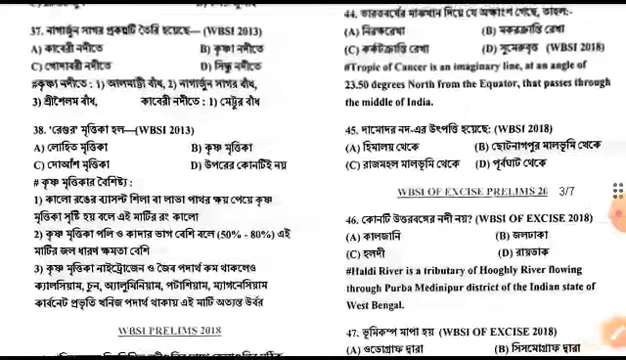 37. নাগার্জুন সাগর প্রকল্পটি তৈরি হয়েছে— (WBSI 2013)
A) কাবেরী নদীতে B) কৃষ্ণা নদীতে
C) গোদাবরী নদীতে D) সিন্ধু নদীতে
#কৃষ্ণা নদীতে : 1) আলমাট্টী বাঁধ, 2) নাগার্জুন সাগর বাঁধ,
3) শ্রীশৈলম বাঁধ, কাবেরী নদীতে : 1) মেট্টুর বাঁধ
38. 'রেগুর' মৃত্তিকা হল—(WBSI 2013)
A) লোহিত মৃত্তিকা B) কৃষ্ণ মৃত্তিকা
C) দোআঁশ মৃত্তিকা D) উপরের কোনটিই নয়
# কৃষ্ণ মৃত্তিকার বৈশিষ্ট্য :
1) কালো রঙের ব্যাসল্ট শিলা বা লাভা পাথর ক্ষয় পেয়ে কৃষ্ণ
মৃত্তিকা সৃষ্টি হয় বলে এই মাটির রং কালো
2) কৃষ্ণ মৃত্তিকা পলি ও কাদার ভাগ বেশি বলে (50% - 80%) এই
মাটির জল ধারণ ক্ষমতা বেশি
3) কৃষ্ণ মৃত্তিকা নাইট্রোজেন ও জৈব পদার্থ কম থাকলেও
ক্যালসিয়াম, চুন, অ্যালুমিনিয়াম, পটাশিয়াম, ম্যাগনেসিয়াম
কার্বনেট প্রভৃতি খনিজ পদার্থ থাকায় এই মাটি অত্যন্ত উর্বর
WBSI PRELIMS 2018
44. ভারতবর্ষের মাঝখান দিয়ে যে অক্ষাংশ গেছে, তাহল:-
(A) নিরক্ষরেখা (B) মকরক্রান্তি রেখা
(C) কর্কটক্রান্তি রেখা (D) সুমেরুবৃত্ত (WBSI 2018)
#Tropic of Cancer is an imaginary line, at an angle of
23.50 degrees North from the Equator, that passes through
the middle of India.
45. দামোদর নদ-এর উৎপত্তি হয়েছে: (WBSI 2018)
(A) হিমালয় থেকে (B) ছোটনাগপুর মালভূমি থেকে
(C) রাজমহল মালভূমি থেকে (D) পূর্বঘাট থেকে
WBSI OF EXCISE PRELIMS 20 3/7
46. কোনটি উত্তরবঙ্গের নদী নয়? (WBSI OF EXCISE 2018)
(A) কালজানি (B) জলঢাকা
(C) হলদী (D) রায়ডাক
#Haldi River is a tributary of Hooghly River flowing
through Purba Medinipur district of the Indian state of
West Bengal.
47. ভূমিকম্প মাপা হয় (WBSI OF EXCISE 2018)
(A) ওডোগ্রাফ দ্বারা (B) সিসমোগ্রাফ দ্বারা